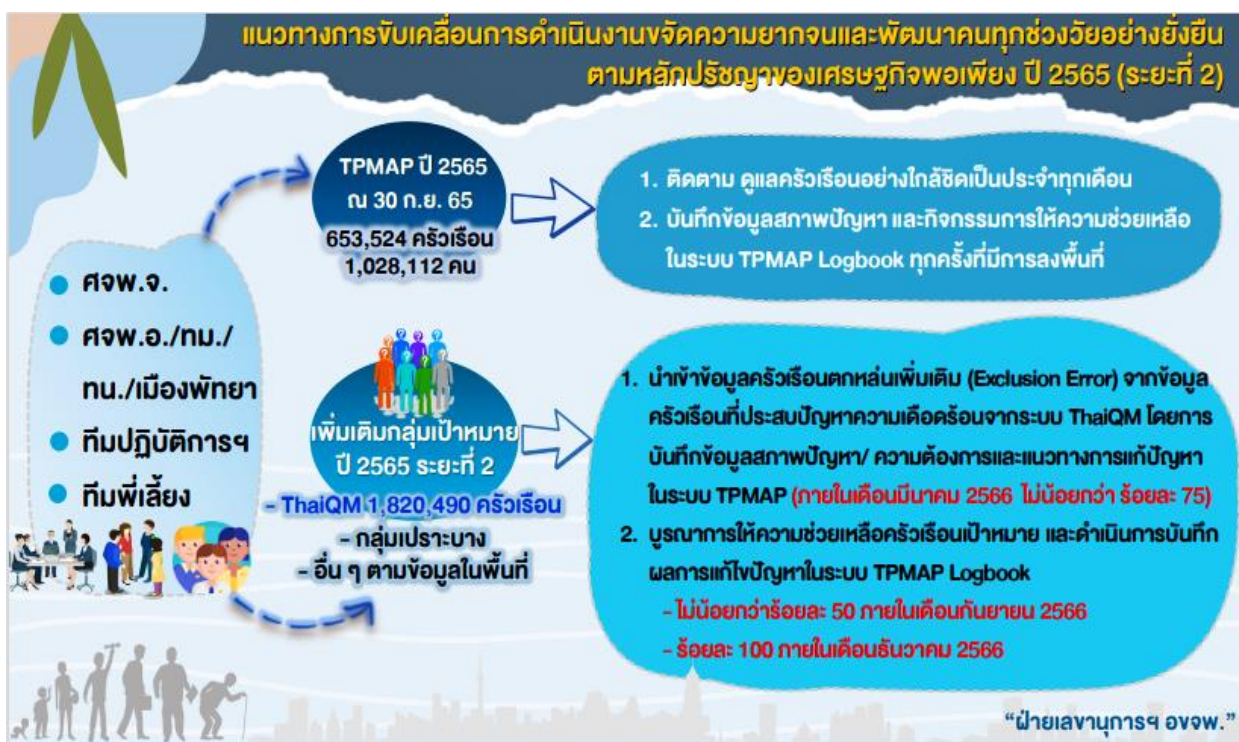 แนวทางการขับเคลื่อนการดำเนินงานขจัดความยากจนและพัฒนาคนทุกช่วงวัยอย่างยั่งยืน
ตามหลักปรัชญาของเศรษฐกิจพอเพียง ปี 2565 (ระยะที่ 2)
● ศจพ.จ.
● ศจพ.อ./ทม./
ทน./เมืองพัทยา
● ทีมปฏิบัติการฯ
● ทีมพี่เลี้ยง
TPMAP ปี 2565
ณ 30 ก.ย. 65
653,524 ครัวเรือน
1,028,112 คน
1. ติดตาม ดูแลครัวเรือนอย่างใกล้ชิดเป็นประจำทุกเดือน
2. บันทึกข้อมูลสภาพปัญหา และกิจกรรมการให้ความช่วยเหลือ
ในระบบ TPMAP Logbook ทุกครั้งที่มีการลงพื้นที่
เพิ่มเติมกลุ่มเป้าหมาย
ปี 2565 ระยะที่ 2
- ThaiQM 1,820,490 ครัวเรือน
- กลุ่มเปราะบาง
- อื่น ๆ ตามข้อมูลในพื้นที่
1. นำเข้าข้อมูลครัวเรือนตกหล่นเพิ่มเติม (Exclusion Error) จากข้อมูล
ครัวเรือนที่ประสบปัญหาความเดือดร้อนจากระบบ ThaiQM โดยการ
บันทึกข้อมูลสภาพปัญหา/ ความต้องการและแนวทางการแก้ปัญหา
ในระบบ TPMAP (ภายในเดือนมีนาคม 2566 ไม่น้อยกว่า ร้อยละ 75)
2. บูรณาการให้ความช่วยเหลือครัวเรือนเป้าหมาย และดำเนินการบันทึก
ผลการแก้ไขปัญหาในระบบ TPMAP Logbook
- ไม่น้อยกว่าร้อยละ 50 ภายในเดือนกันยายน 2566
- ร้อยละ 100 ภายในเดือนธันวาคม 2566
"ฝ่ายเลขานุการฯ อขจพ."